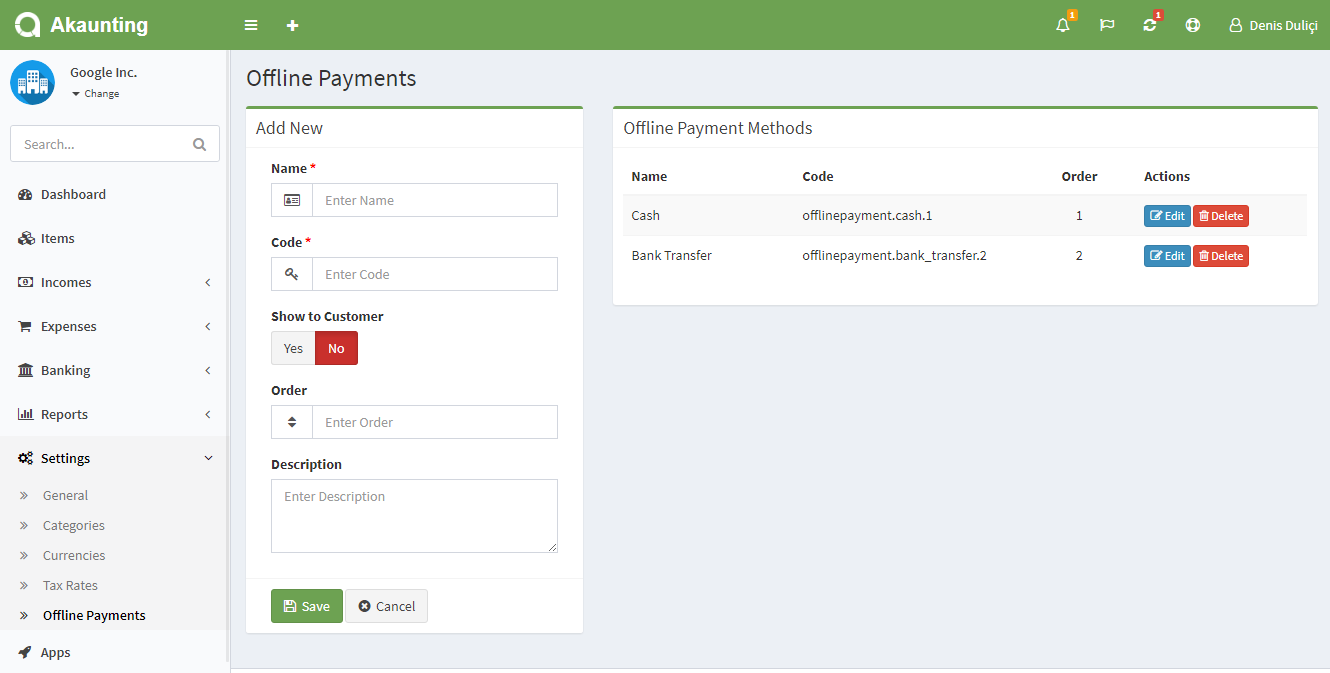 Akaunting
1
1
Denis Duliçi
Google Inc.
Change
Search...
Dashboard
Items
Incomes
Expenses
Banking
Reports
Settings
General
Categories
Currencies
Tax Rates
Offline Payments
Apps
Offline Payments
Add New
Name *
Enter Name
Code *
Enter Code
Show to Customer
Yes No
Order
Enter Order
Description
Enter Description
Save Cancel
Offline Payment Methods
Name Code Order Actions
Cash offlinepayment.cash.1 1 Edit Delete
Bank Transfer offlinepayment.bank_transfer.2 2 Edit Delete